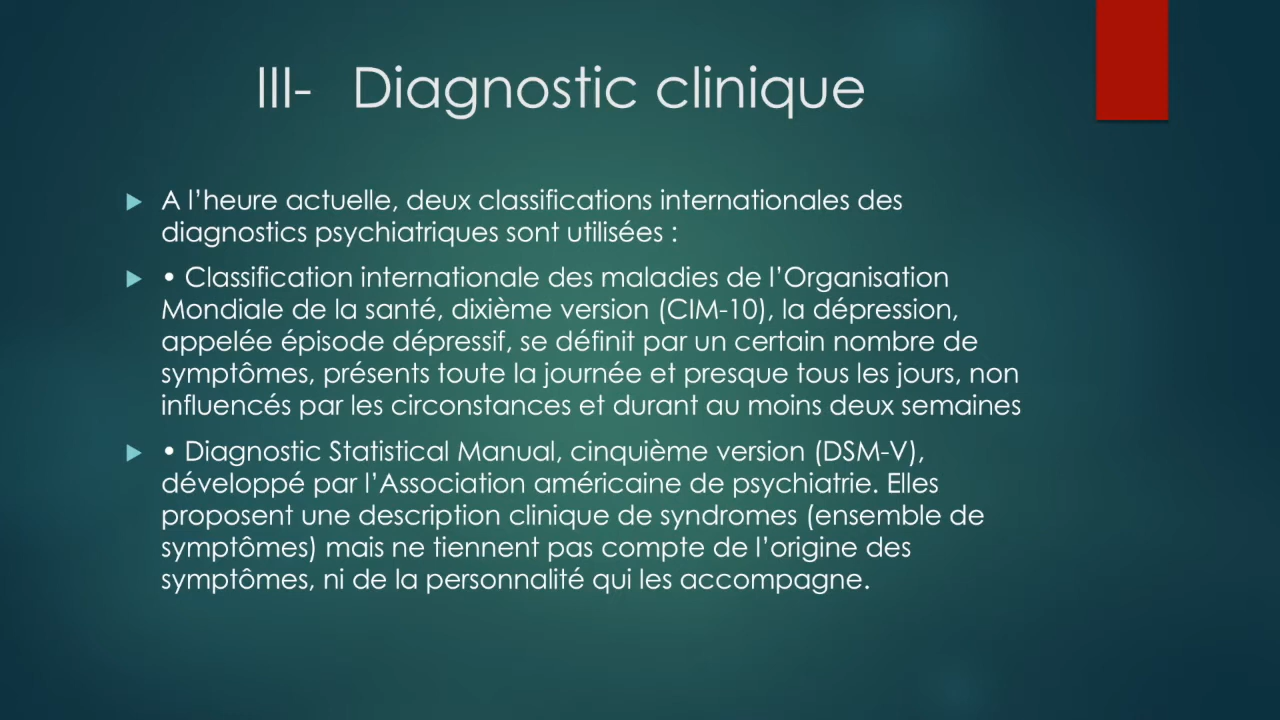 III- Diagnostic clinique
A l’heure actuelle, deux classifications internationales des
diagnostics psychiatriques sont utilisées :
• Classification internationale des maladies de l’Organisation
Mondiale de la santé, dixième version (CIM-10), la dépression,
appelée épisode dépressif, se définit par un certain nombre de
symptômes, présents toute la journée et presque tous les jours, non
influencés par les circonstances et durant au moins deux semaines
• Diagnostic Statistical Manual, cinquième version (DSM-V),
développé par l’Association américaine de psychiatrie. Elles
proposent une description clinique de syndromes (ensemble de
symptômes) mais ne tiennent pas compte de l’origine des
symptômes, ni de la personnalité qui les accompagne.